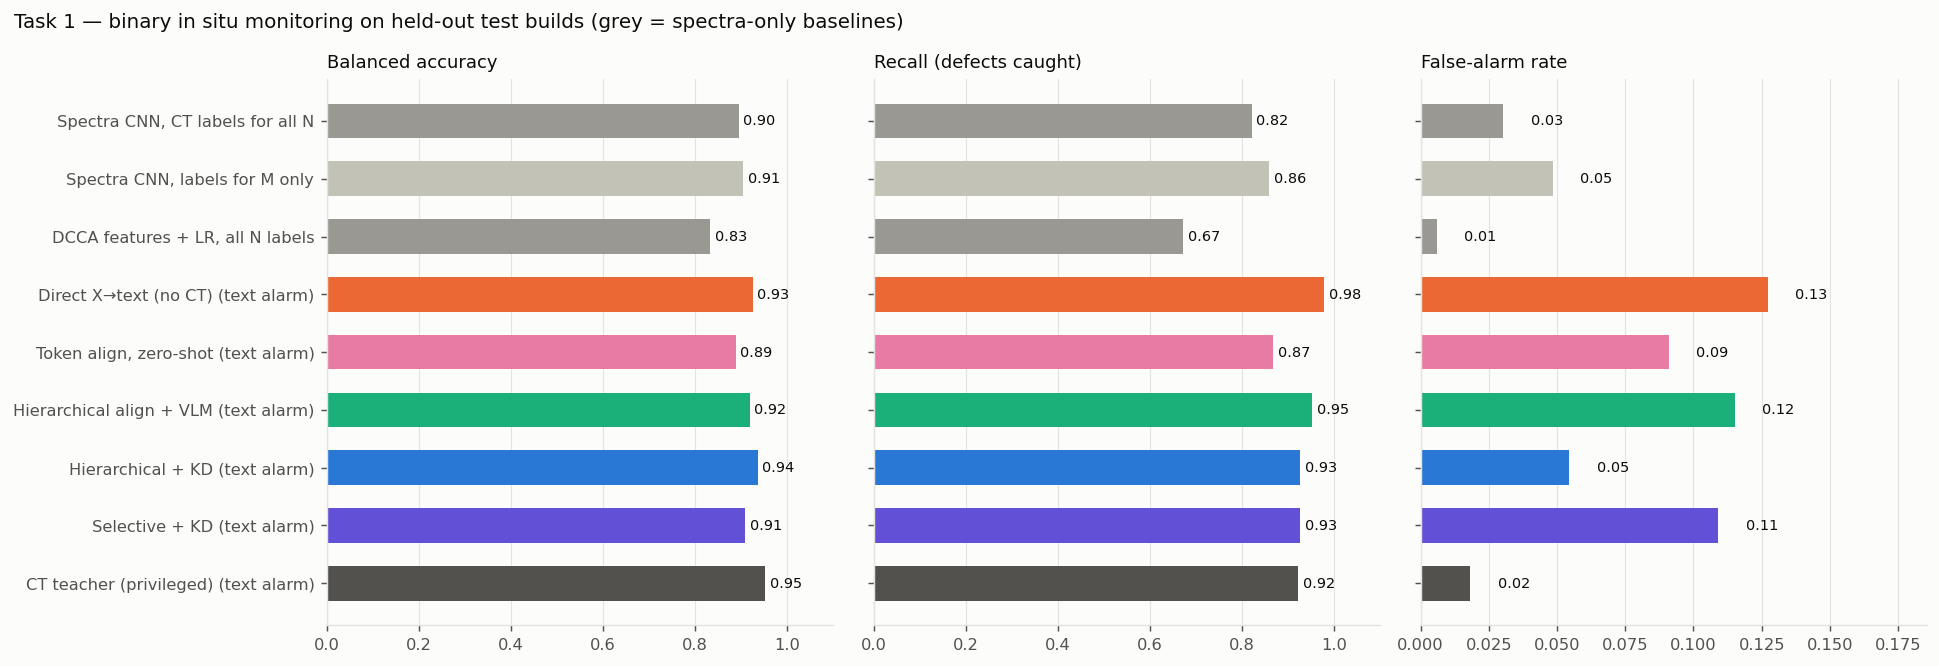 Task 1 — binary in situ monitoring on held-out test builds (grey = spectra-only baselines)
Balanced accuracy
Recall (defects caught)
False-alarm rate
Spectra CNN, CT labels for all N 0.90 0.82 0.03
Spectra CNN, labels for M only 0.91 0.86 0.05
DCCA features + LR, all N labels 0.83 0.67 0.01
Direct X→text (no CT) (text alarm) 0.93 0.98 0.13
Token align, zero-shot (text alarm) 0.89 0.87 0.09
Hierarchical align + VLM (text alarm) 0.92 0.95 0.12
Hierarchical + KD (text alarm) 0.94 0.93 0.05
Selective + KD (text alarm) 0.91 0.93 0.11
CT teacher (privileged) (text alarm) 0.95 0.92 0.02
0.0 0.2 0.4 0.6 0.8 1.0
0.0 0.2 0.4 0.6 0.8 1.0
0.000 0.025 0.050 0.075 0.100 0.125 0.150 0.175